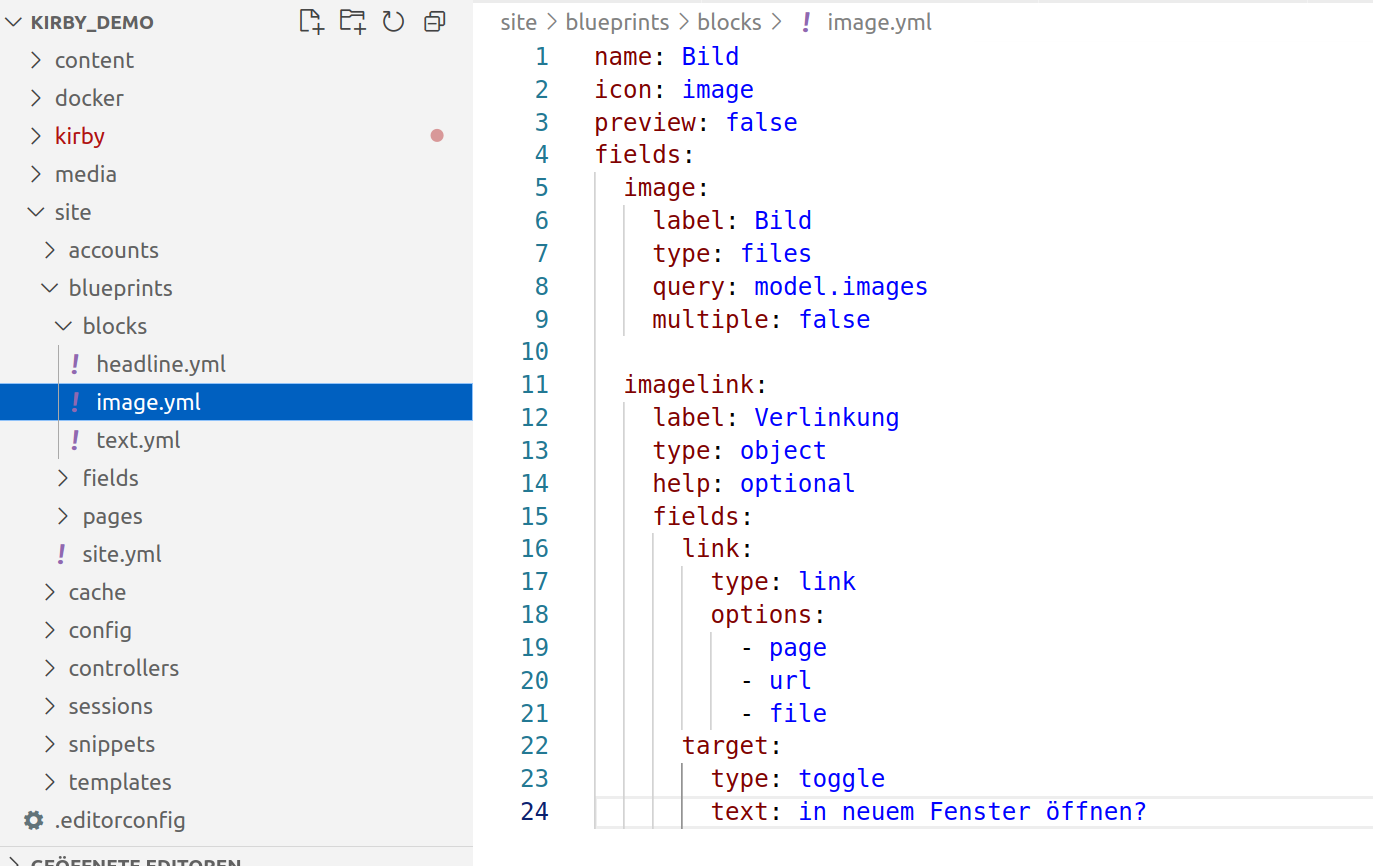 KIRBY_DEMO
content
docker
kirby
media
site
accounts
blueprints
blocks
headline.yml
image.yml
text.yml
fields
pages
site.yml
cache
config
controllers
sessions
snippets
templates
.editorconfig
GEÖFFNETE EDITOREN
site > blueprints > blocks > ! image.yml
1 name: Bild
2 icon: image
3 preview: false
4 fields:
5 image:
6 label: Bild
7 type: files
8 query: model.images
9 multiple: false
10
11 imagelink:
12 label: Verlinkung
13 type: object
14 help: optional
15 fields:
16 link:
17 type: link
18 options:
19 - page
20 - url
21 - file
22 target:
23 type: toggle
24 text: in neuem Fenster öffnen?